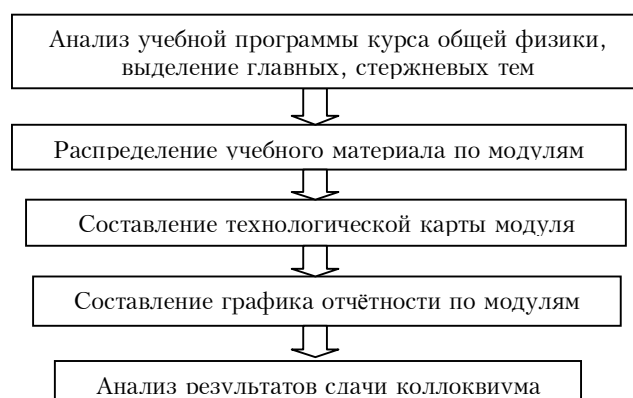 Анализ учебной программы курса общей физики,
выделение главных, стержневых тем
Распределение учебного материала по модулям
Составление технологической карты модуля
Составление графика отчётности по модулям
Анализ результатов сдачи коллоквиума